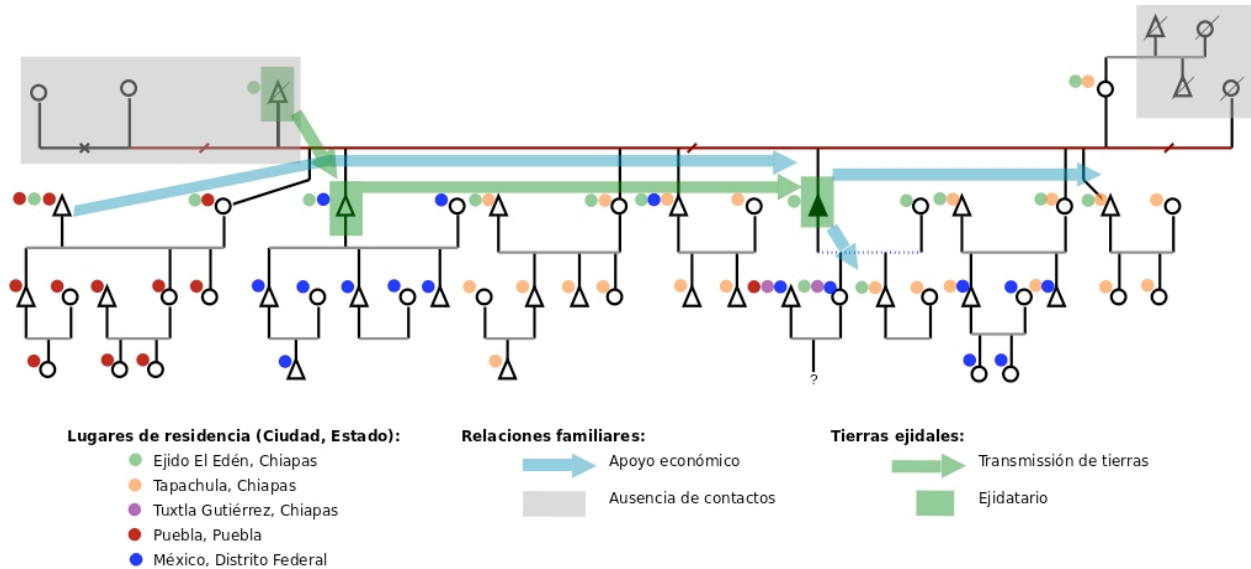 ?
Lugares de residencia (Ciudad, Estado):
Ejido El Edén, Chiapas
Tapachula, Chiapas
Tuxtla Gutiérrez, Chiapas
Puebla, Puebla
México, Distrito Federal
Relaciones familiares:
Apoyo económico
Ausencia de contactos
Tierras ejidales:
Transmisión de tierras
Ejidatario